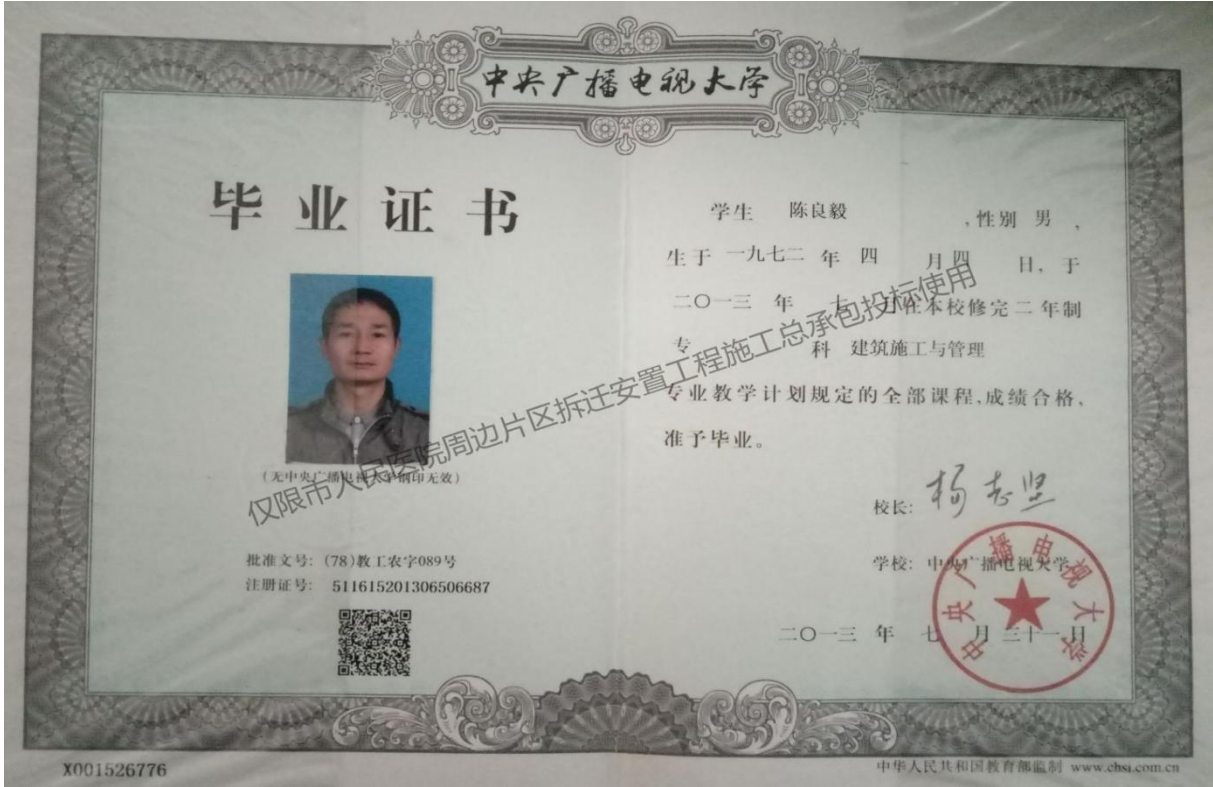 中央广播电视大学
毕业证书
(无中央广播电视大学钢印无效)
批准文号: (78)教工农字089号
注册证号: 511615201306506687
X001526776
学生 陈良毅 , 性别 男 ,
生于 一九七二 年 四 月 四 日, 于
二〇一三 年 七 月在本校修完 二 年制
专 科 建筑施工与管理
专业教学计划规定的全部课程,成绩合格,
准予毕业。
校长: 杨志坚
学校: 中央广播电视大学
二〇一三 年 七 月 三十一 日
中央广播电视大学
中华人民共和国教育部监制 www.chsi.com.cn
仅限市人民医院周边片区拆迁安置工程施工总承包投标使用